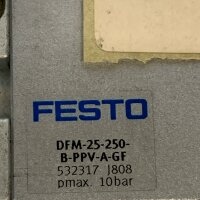 FESTO
DFM-25-250-
B-PPV-A-GF
532317 J808
pmax. 10bar